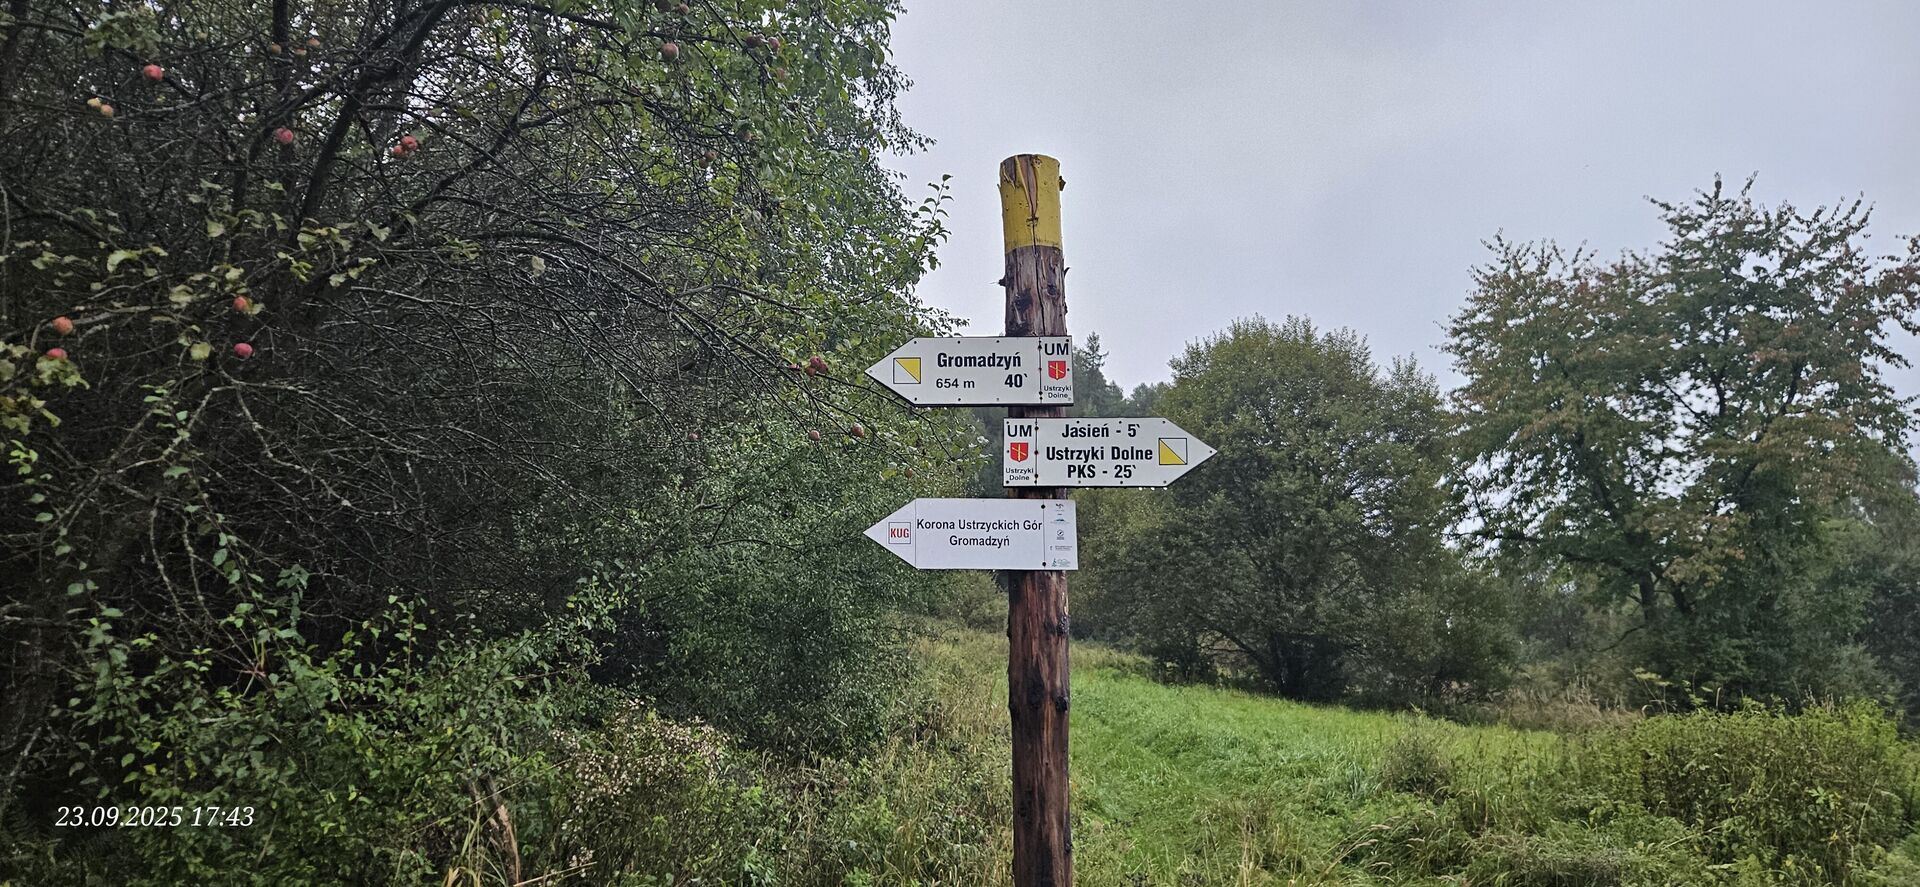 Gromadzyń
654 m 40`
UM
Ustrzyki
Dolne
UM
Ustrzyki
Dolne
Jasień - 5`
Ustrzyki Dolne
PKS - 25`
KUG
Korona Ustrzyckich Gór
Gromadzyń
23.09.2025 17:43